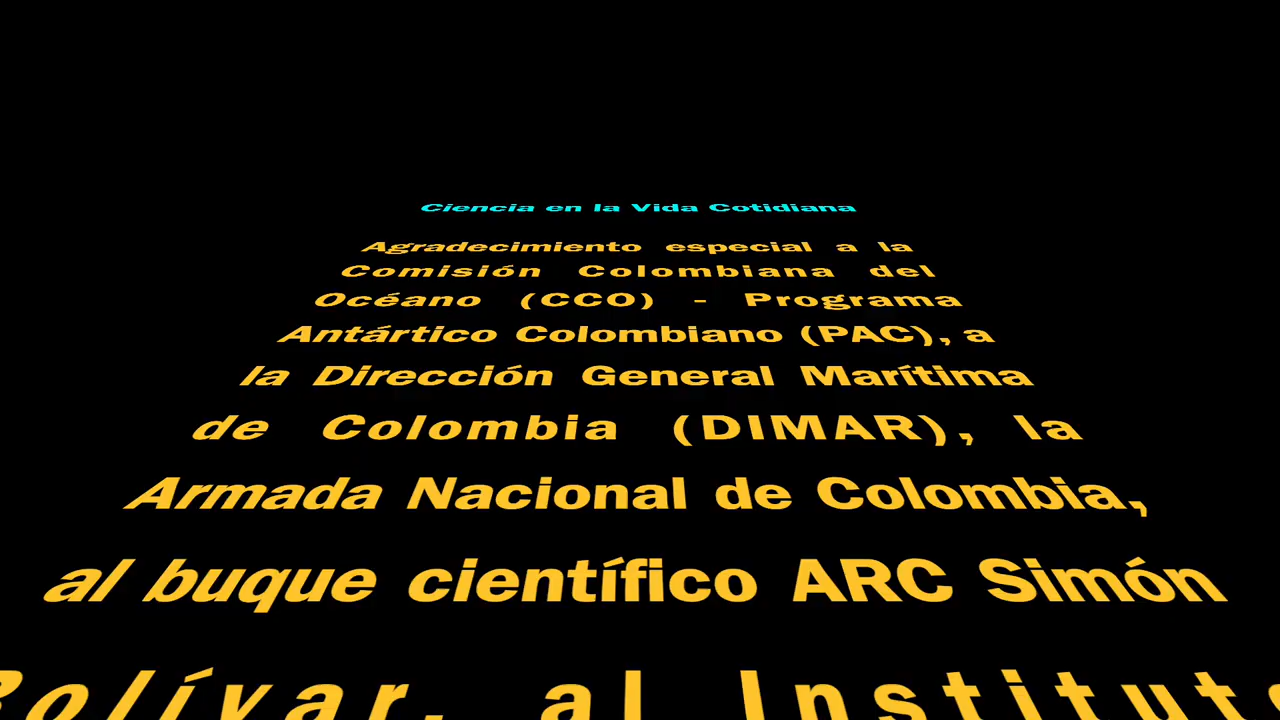 Ciencia en la Vida Cotidiana
Agradecimiento especial a la
Comisión Colombiana del
Océano (CCO) - Programa
Antártico Colombiano (PAC), a
la Dirección General Marítima
de Colombia (DIMAR), la
Armada Nacional de Colombia,
al buque científico ARC Simón
Bolívar, al Instituto